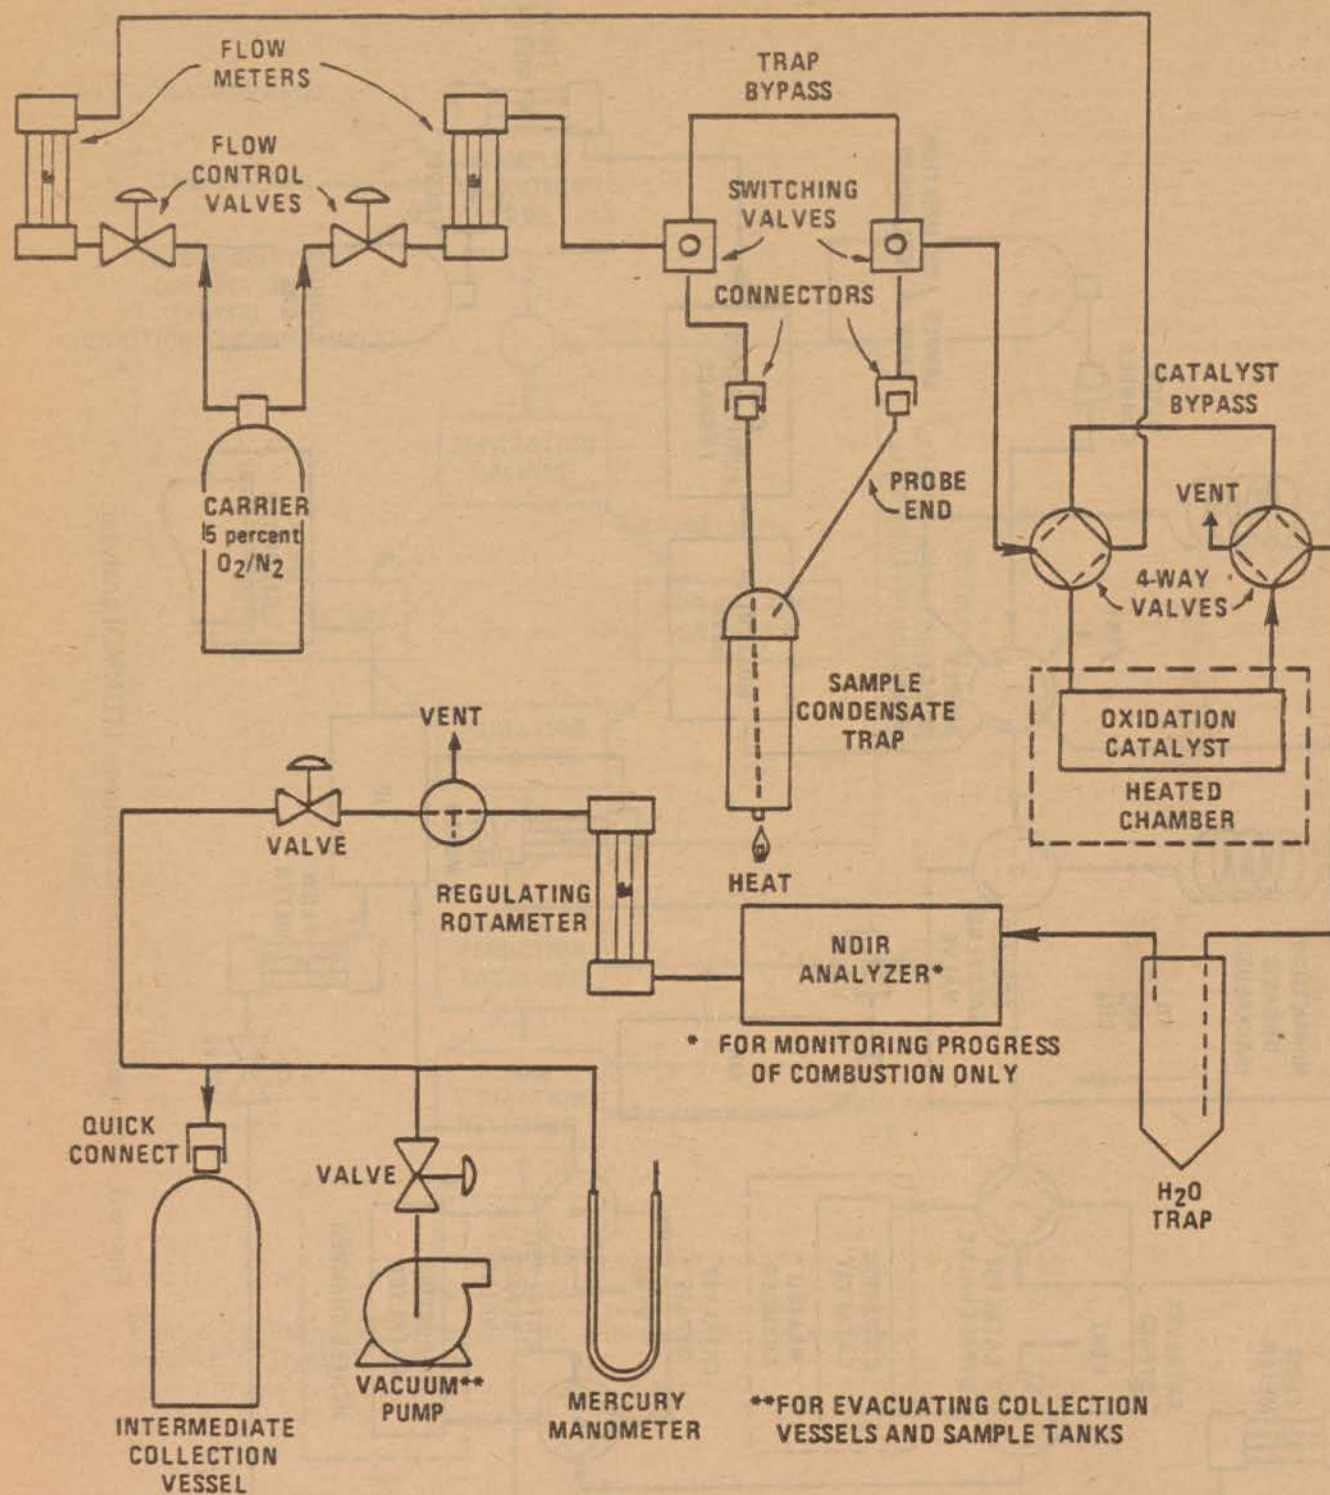 FLOW
METERS
TRAP
BYPASS
FLOW
CONTROL
VALVES
SWITCHING
VALVES
CONNECTORS
CATALYST
BYPASS
PROBE
END
VENT
CARRIER
5 percent
O2/N2
4-WAY
VALVES
SAMPLE
CONDENSATE
TRAP
OXIDATION
CATALYST
HEATED
CHAMBER
VENT
VALVE
HEAT
REGULATING
ROTAMETER
NDIR
ANALYZER*
* FOR MONITORING PROGRESS
OF COMBUSTION ONLY
QUICK
CONNECT
VALVE
H2O
TRAP
VACUUM**
PUMP
MERCURY
MANOMETER
**FOR EVACUATING COLLECTION
VESSELS AND SAMPLE TANKS
INTERMEDIATE
COLLECTION
VESSEL